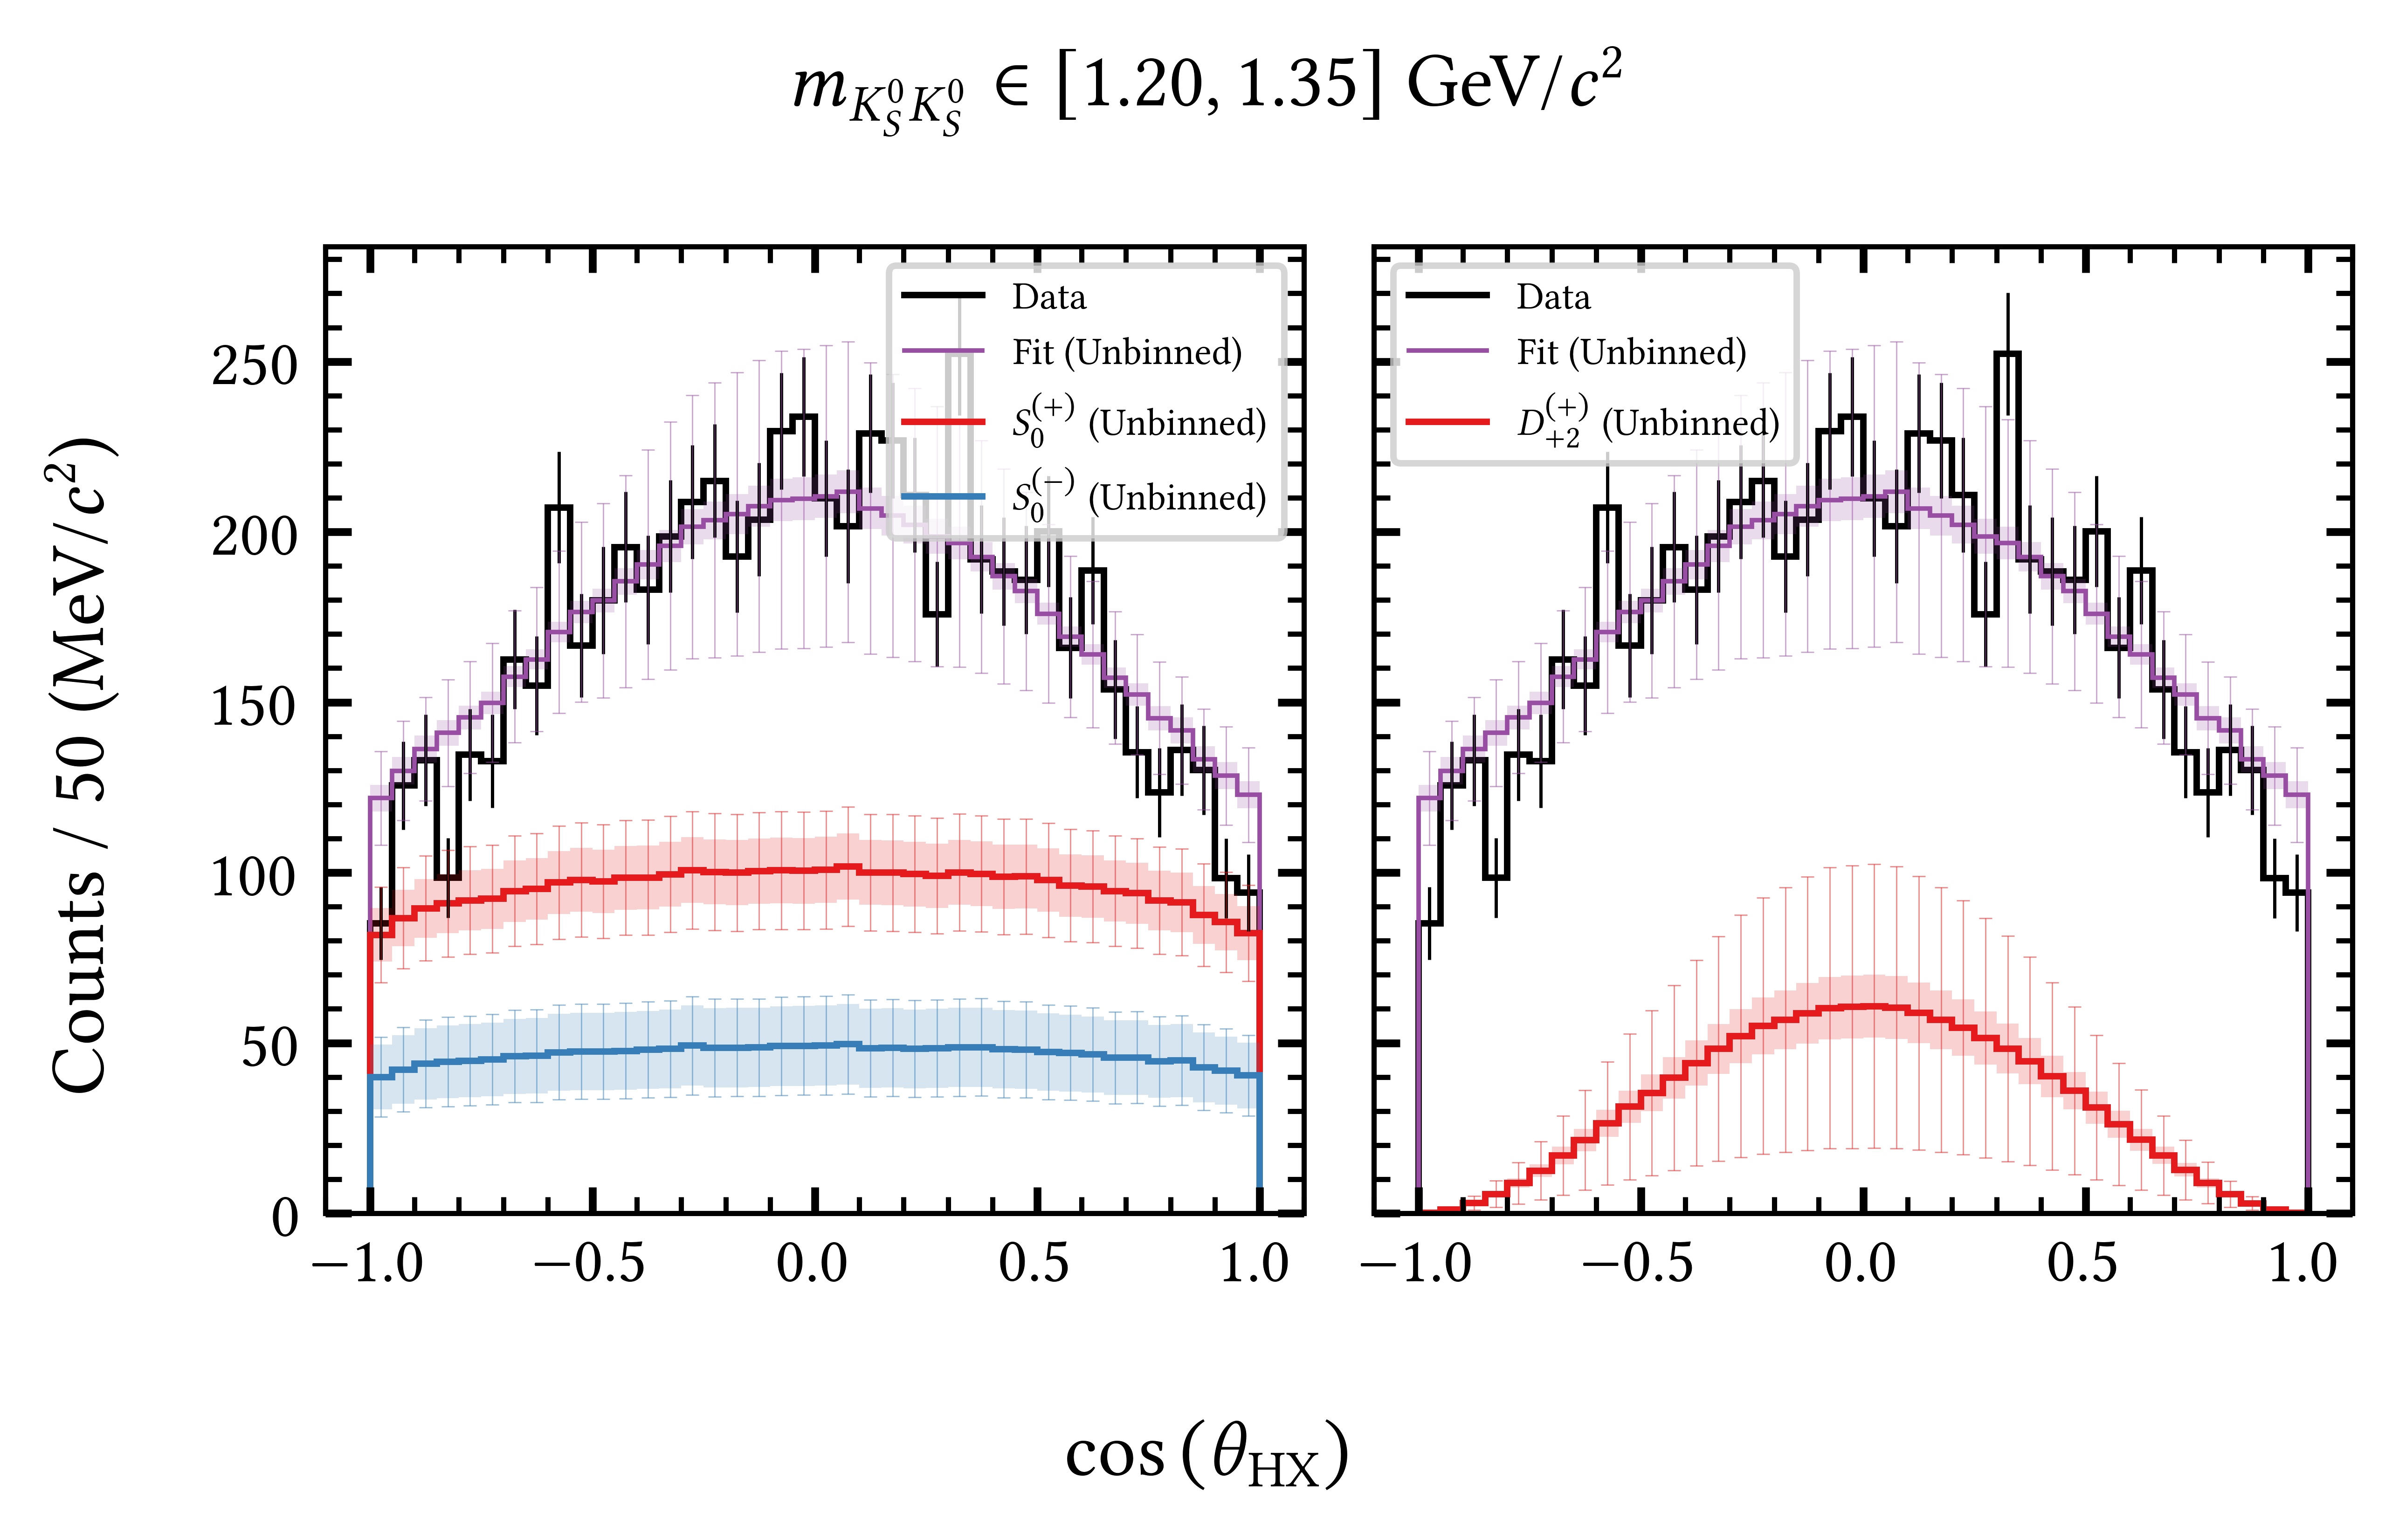 m_{K_S^0 K_S^0} ∈ [1.20, 1.35] GeV/c²
Counts / 50 (MeV/c²)
250
200
150
100
50
0
Data
Fit (Unbinned)
S_0^{(+)} (Unbinned)
S_0^{(−)} (Unbinned)
Data
Fit (Unbinned)
D_{+2}^{(+)} (Unbinned)
−1.0 −0.5 0.0 0.5 1.0
−1.0 −0.5 0.0 0.5 1.0
cos (θ_{HX})